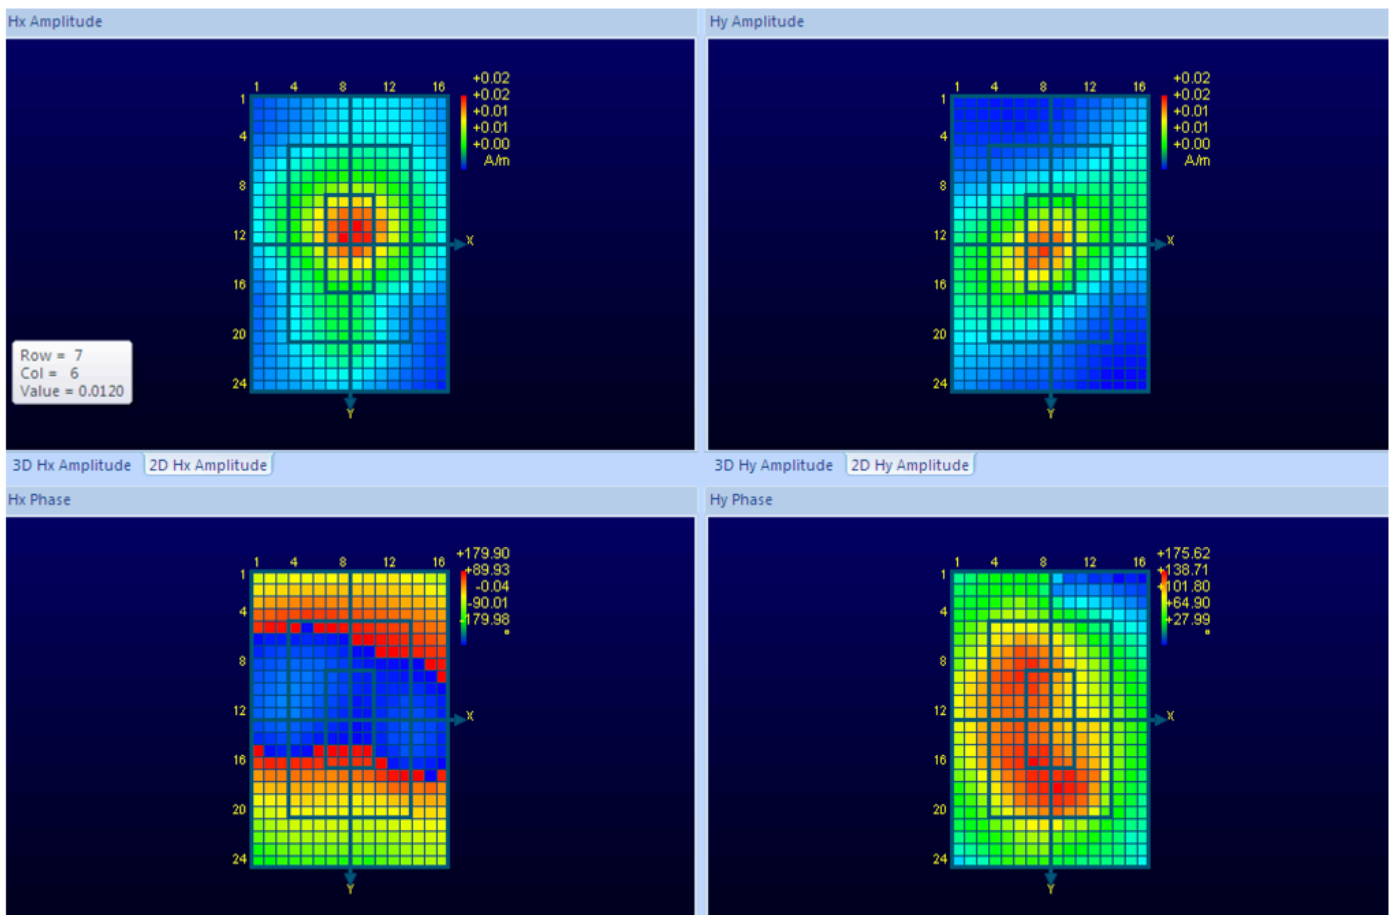 Hx Amplitude
1 4 8 12 16
1
4
8
12
16
20
24
X
Y
+0.02
+0.02
+0.01
+0.01
+0.00
A/m
Row = 7
Col = 6
Value = 0.0120
3D Hx Amplitude 2D Hx Amplitude
Hy Amplitude
1 4 8 12 16
1
4
8
12
16
20
24
X
Y
+0.02
+0.02
+0.01
+0.01
+0.00
A/m
3D Hy Amplitude 2D Hy Amplitude
Hx Phase
1 4 8 12 16
1
4
8
12
16
20
24
X
Y
+179.90
+89.93
-0.04
-90.01
-179.98
°
Hy Phase
1 4 8 12 16
1
4
8
12
16
20
24
X
Y
+175.62
+138.71
+101.80
+64.90
+27.99
°